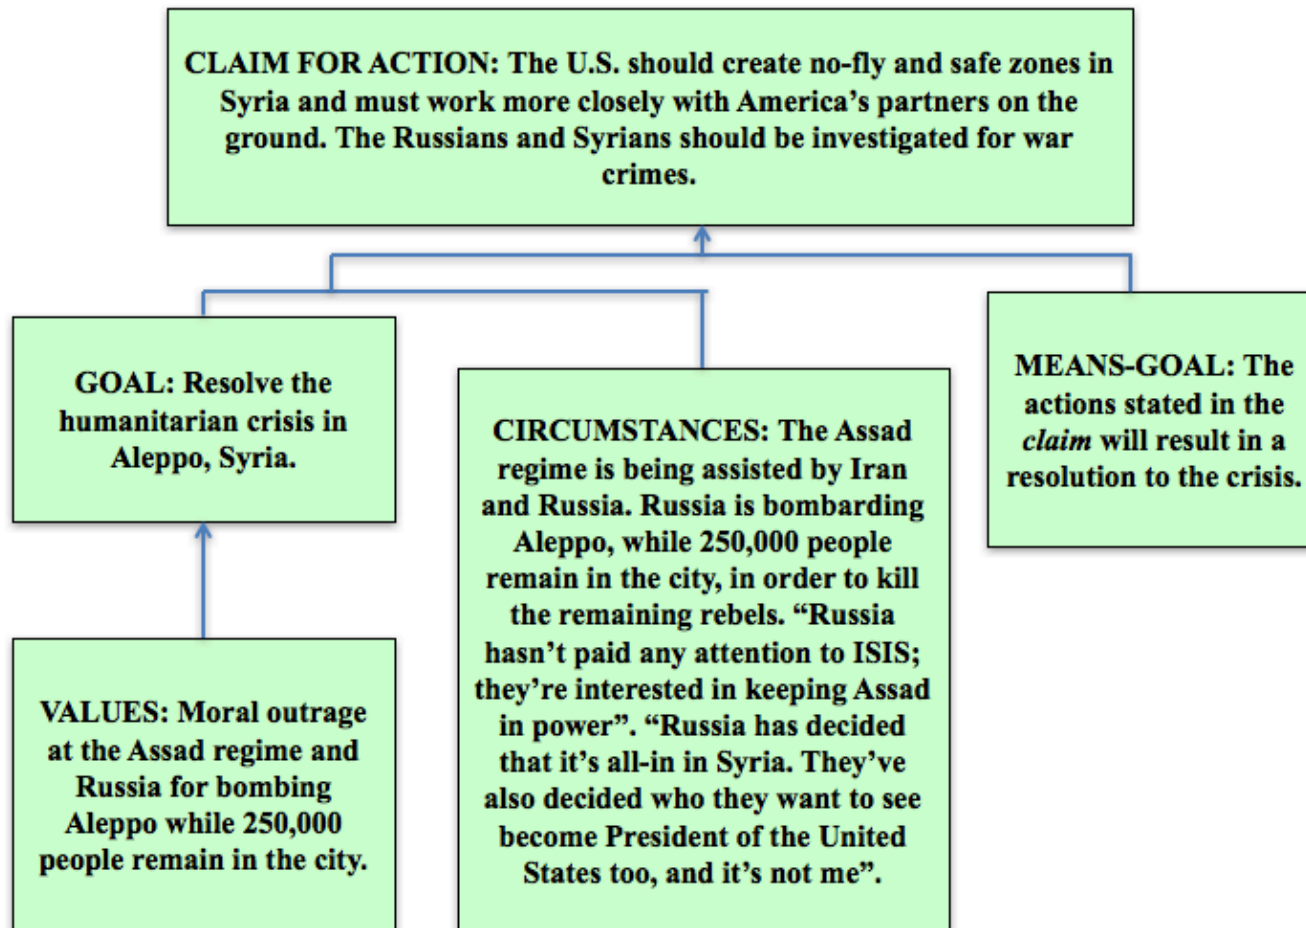 CLAIM FOR ACTION: The U.S. should create no-fly and safe zones in
Syria and must work more closely with America’s partners on the
ground. The Russians and Syrians should be investigated for war
crimes.
GOAL: Resolve the
humanitarian crisis in
Aleppo, Syria.
VALUES: Moral outrage
at the Assad regime and
Russia for bombing
Aleppo while 250,000
people remain in the city.
CIRCUMSTANCES: The Assad
regime is being assisted by Iran
and Russia. Russia is bombarding
Aleppo, while 250,000 people
remain in the city, in order to kill
the remaining rebels. “Russia
hasn’t paid any attention to ISIS;
they’re interested in keeping Assad
in power”. “Russia has decided
that it’s all-in in Syria. They’ve
also decided who they want to see
become President of the United
States too, and it’s not me”.
MEANS-GOAL: The
actions stated in the
claim will result in a
resolution to the crisis.